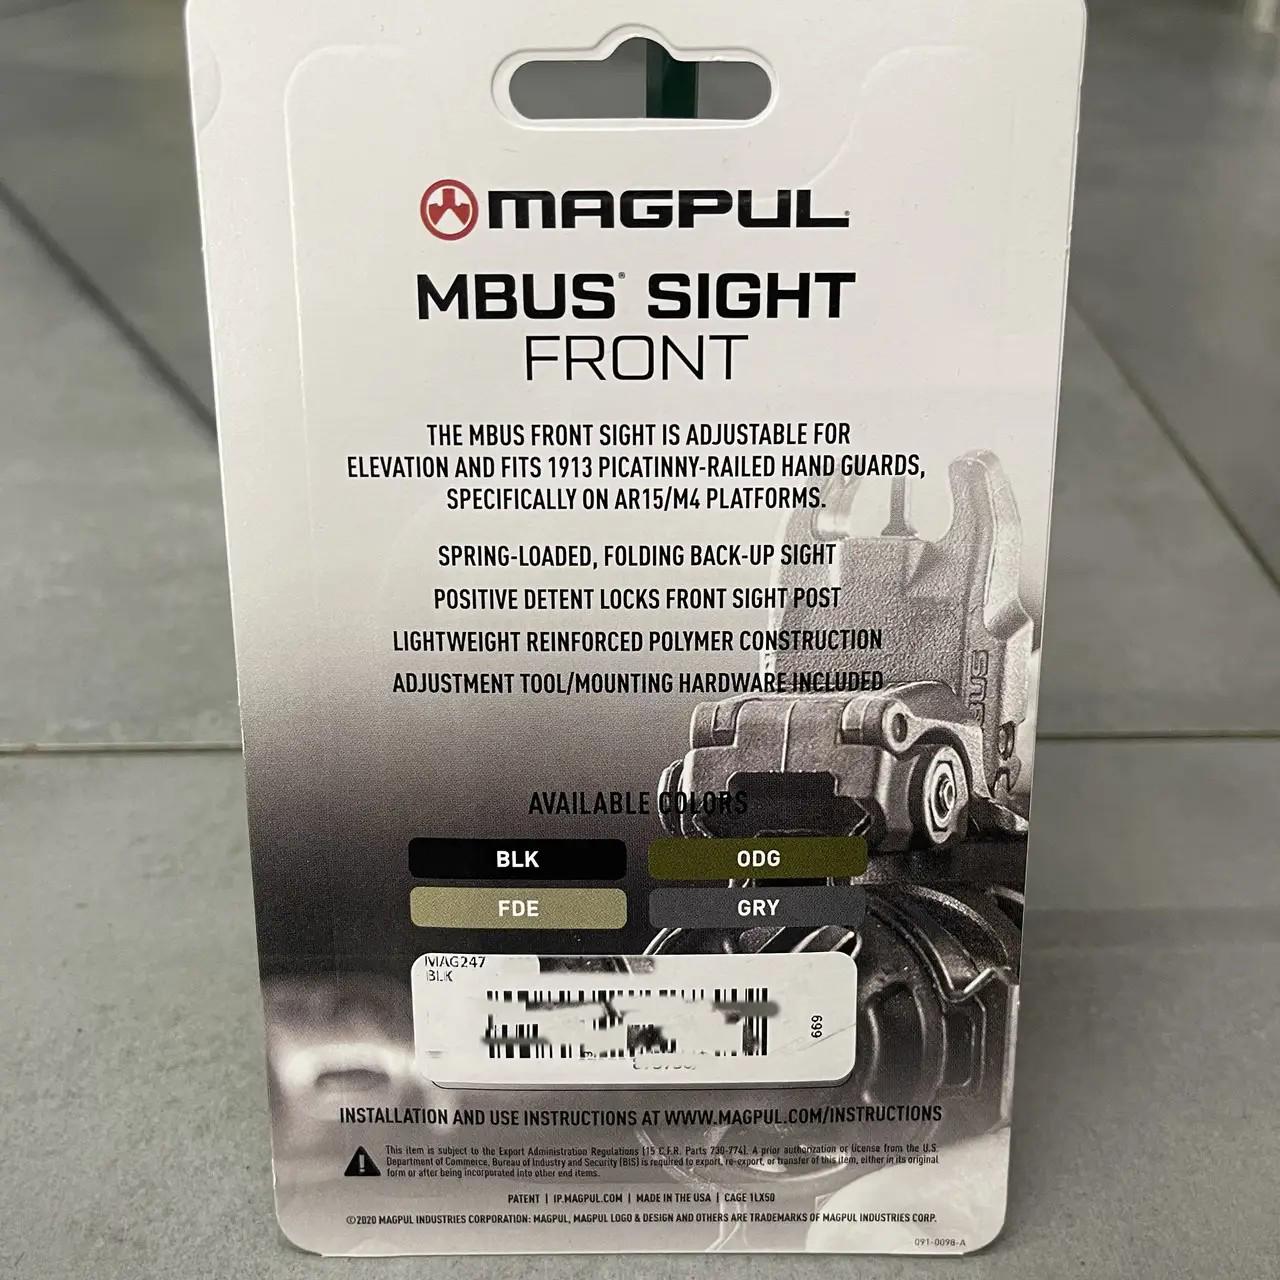 MAGPUL
MBUS® SIGHT
FRONT
THE MBUS FRONT SIGHT IS ADJUSTABLE FOR
ELEVATION AND FITS 1913 PICATINNY-RAILED HAND GUARDS,
SPECIFICALLY ON AR15/M4 PLATFORMS.
SPRING-LOADED, FOLDING BACK-UP SIGHT
POSITIVE DETENT LOCKS FRONT SIGHT POST
LIGHTWEIGHT REINFORCED POLYMER CONSTRUCTION
ADJUSTMENT TOOL/MOUNTING HARDWARE INCLUDED
MBUS
AVAILABLE COLORS
BLK ODG
FDE GRY
MAG247
BLK
669
INSTALLATION AND USE INSTRUCTIONS AT WWW.MAGPUL.COM/INSTRUCTIONS
This item is subject to the Export Administration Regulations (15 C.F.R. Parts 730-774). A prior authorization or license from the U.S.
Department of Commerce, Bureau of Industry and Security (BIS) is required to export, re-export, or transfer of this item, either in its original
form or after being incorporated into other end items.
PATENT | IP.MAGPUL.COM | MADE IN THE USA | CAGE 1LX50
©2020 MAGPUL INDUSTRIES CORPORATION: MAGPUL, MAGPUL LOGO & DESIGN AND OTHERS ARE TRADEMARKS OF MAGPUL INDUSTRIES CORP.
091-0098-A